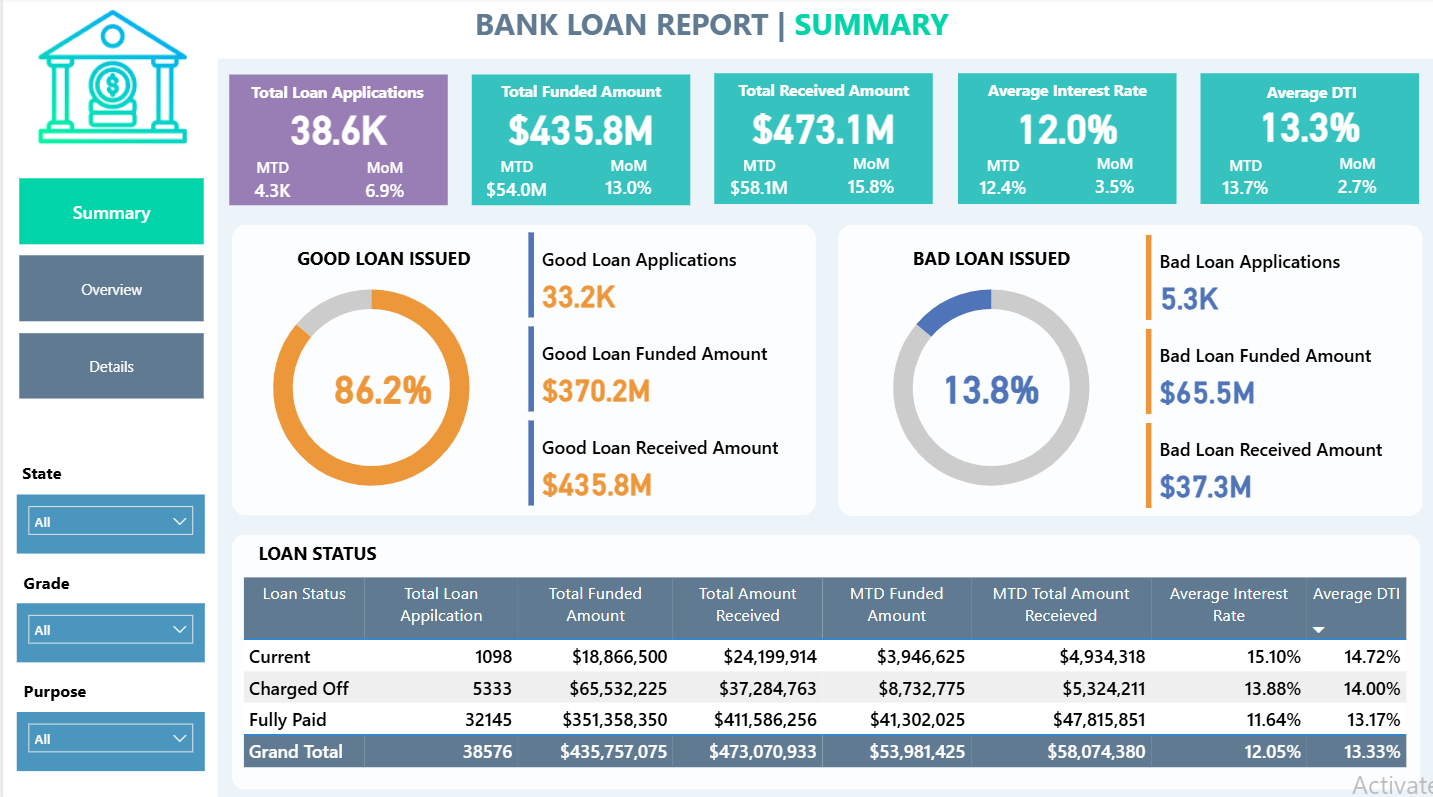 BANK LOAN REPORT | SUMMARY
Total Loan Applications
38.6K
MTD MoM
4.3K 6.9%
Total Funded Amount
$435.8M
MTD MoM
$54.0M 13.0%
Total Received Amount
$473.1M
MTD MoM
$58.1M 15.8%
Average Interest Rate
12.0%
MTD MoM
12.4% 3.5%
Average DTI
13.3%
MTD MoM
13.7% 2.7%
Summary
Overview
Details
State
All
Grade
All
Purpose
All
GOOD LOAN ISSUED
86.2%
Good Loan Applications
33.2K
Good Loan Funded Amount
$370.2M
Good Loan Received Amount
$435.8M
BAD LOAN ISSUED
13.8%
Bad Loan Applications
5.3K
Bad Loan Funded Amount
$65.5M
Bad Loan Received Amount
$37.3M
LOAN STATUS
Loan Status Total Loan Total Funded Total Amount MTD Funded MTD Total Amount Average Interest Average DTI
Appilcation Amount Received Amount Receieved Rate
Current 1098 $18,866,500 $24,199,914 $3,946,625 $4,934,318 15.10% 14.72%
Charged Off 5333 $65,532,225 $37,284,763 $8,732,775 $5,324,211 13.88% 14.00%
Fully Paid 32145 $351,358,350 $411,586,256 $41,302,025 $47,815,851 11.64% 13.17%
Grand Total 38576 $435,757,075 $473,070,933 $53,981,425 $58,074,380 12.05% 13.33%
Activate